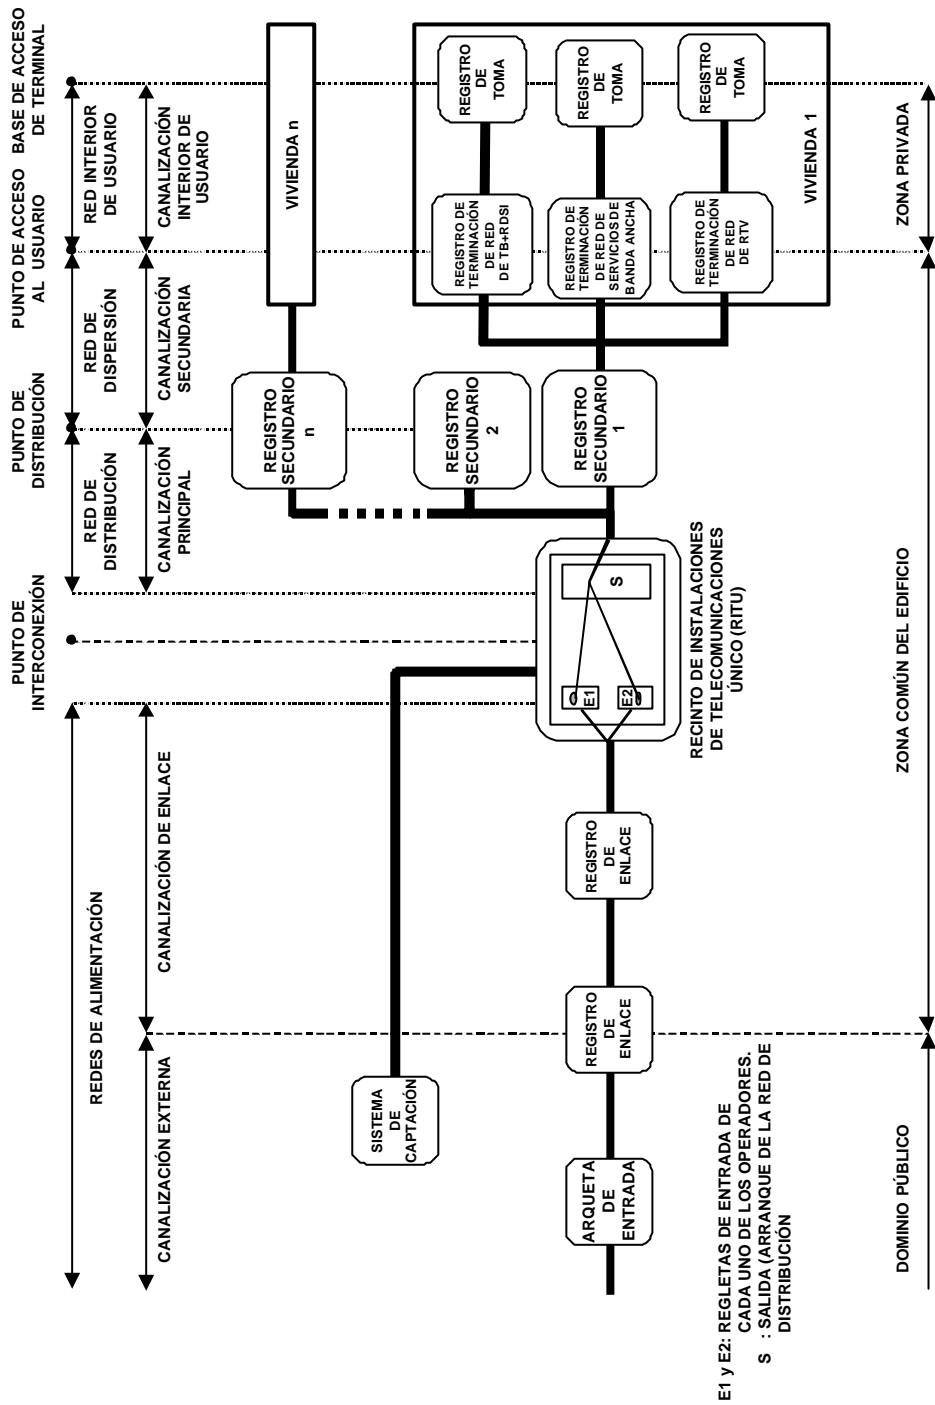 PUNTO DE
INTERCONEXIÓN
PUNTO DE
DISTRIBUCIÓN
PUNTO DE ACCESO
AL USUARIO
BASE DE ACCESO
DE TERMINAL
REDES DE ALIMENTACIÓN
RED DE
DISTRIBUCIÓN
RED DE
DISPERSIÓN
RED INTERIOR
DE USUARIO
CANALIZACIÓN EXTERNA
CANALIZACIÓN DE ENLACE
CANALIZACIÓN
PRINCIPAL
CANALIZACIÓN
SECUNDARIA
CANALIZACIÓN
INTERIOR DE
USUARIO
REGISTRO
SECUNDARIO
n
VIVIENDA n
SISTEMA
DE
CAPTACIÓN
REGISTRO
SECUNDARIO
2
REGISTRO DE
TERMINACIÓN
DE RED
DE TB+RDSI
REGISTRO
DE
TOMA
ARQUETA
DE
ENTRADA
REGISTRO
DE
ENLACE
REGISTRO
DE
ENLACE
E1
E2
S
REGISTRO
SECUNDARIO
1
REGISTRO DE
TERMINACIÓN
DE RED DE
SERVICIOS DE
BANDA ANCHA
REGISTRO
DE
TOMA
RECINTO DE INSTALACIONES
DE TELECOMUNICACIONES
ÚNICO (RITU)
REGISTRO DE
TERMINACIÓN
DE RED
DE RTV
REGISTRO
DE
TOMA
VIVIENDA 1
E1 y E2: REGLETAS DE ENTRADA DE
CADA UNO DE LOS OPERADORES.
S : SALIDA (ARRANQUE DE LA RED DE
DISTRIBUCIÓN
DOMINIO PÚBLICO
ZONA COMÚN DEL EDIFICIO
ZONA PRIVADA